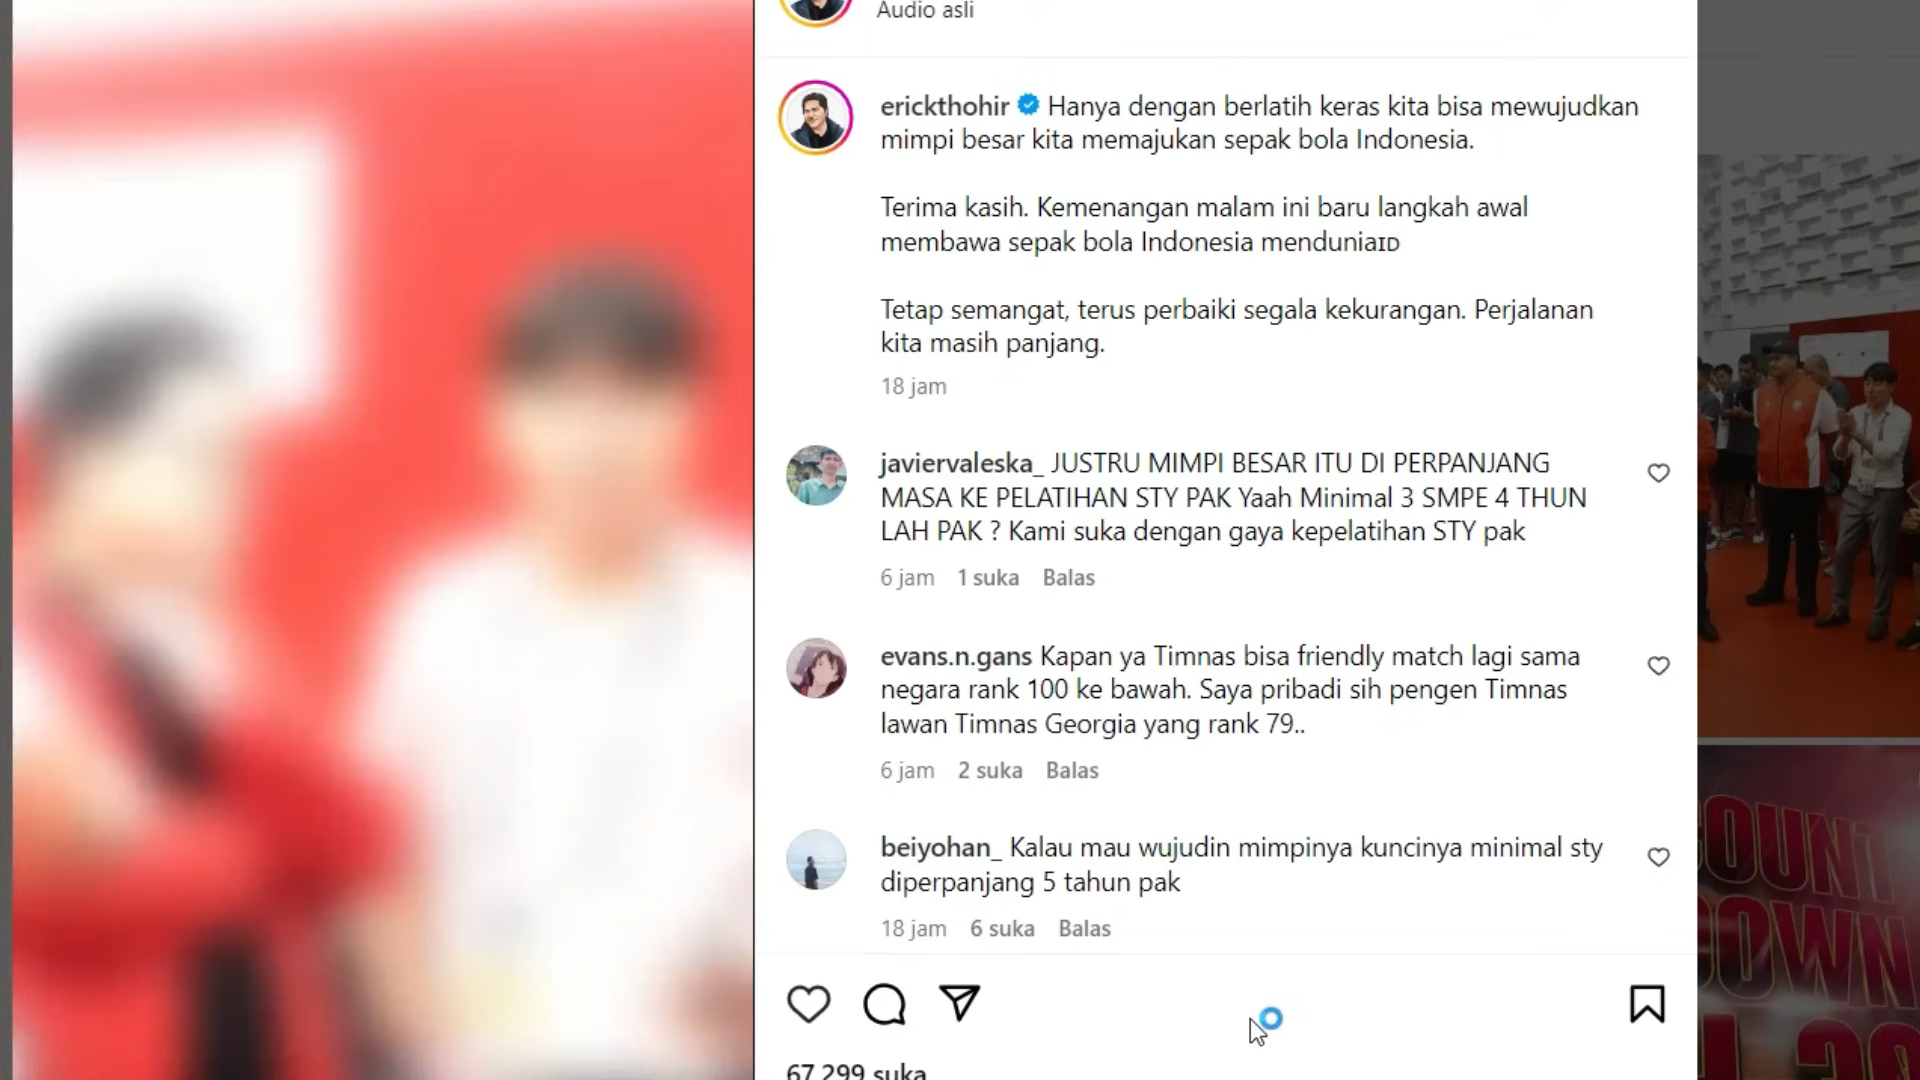 Audio asli
erickthohir Hanya dengan berlatih keras kita bisa mewujudkan
mimpi besar kita memajukan sepak bola Indonesia.
Terima kasih. Kemenangan malam ini baru langkah awal
membawa sepak bola Indonesia menduniaID
Tetap semangat, terus perbaiki segala kekurangan. Perjalanan
kita masih panjang.
18 jam
javiervaleska_ JUSTRU MIMPI BESAR ITU DI PERPANJANG
MASA KE PELATIHAN STY PAK Yaah Minimal 3 SMPE 4 THUN
LAH PAK ? Kami suka dengan gaya kepelatihan STY pak
6 jam 1 suka Balas
evans.n.gans Kapan ya Timnas bisa friendly match lagi sama
negara rank 100 ke bawah. Saya pribadi sih pengen Timnas
lawan Timnas Georgia yang rank 79..
6 jam 2 suka Balas
beiyohan_ Kalau mau wujudin mimpinya kuncinya minimal sty
diperpanjang 5 tahun pak
18 jam 6 suka Balas
67.299 suka
OUNT
OWN